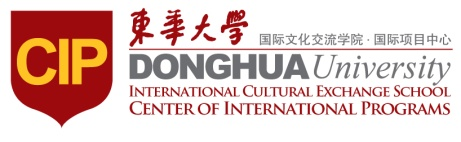 CIP
東華大學 国际文化交流学院·国际项目中心
DONGHUA University
INTERNATIONAL CULTURAL EXCHANGE SCHOOL
CENTER OF INTERNATIONAL PROGRAMS